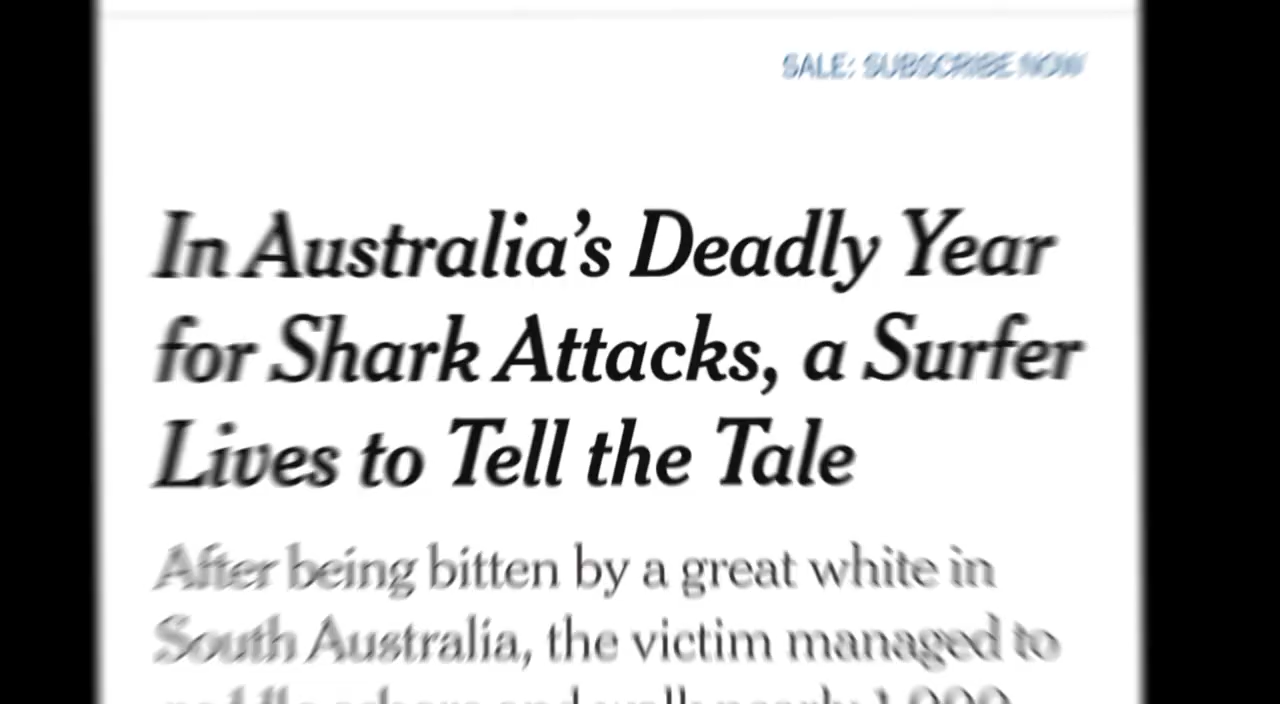 SALE: SUBSCRIBE NOW
In Australia’s Deadly Year
for Shark Attacks, a Surfer
Lives to Tell the Tale
After being bitten by a great white in
South Australia, the victim managed to